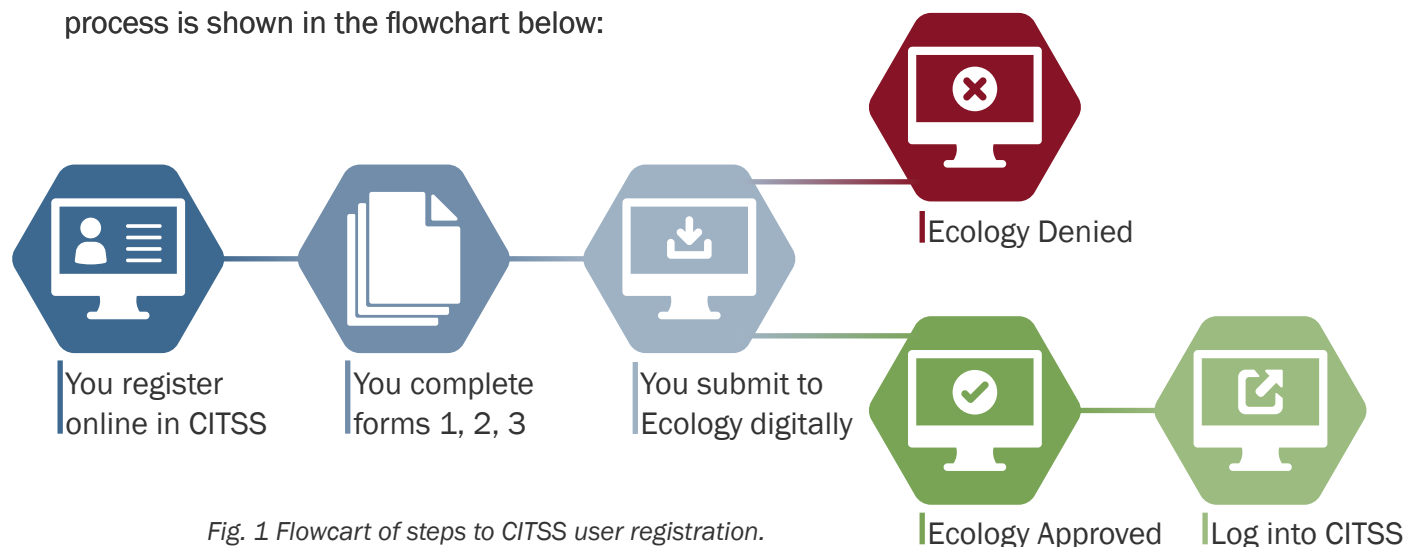 process is shown in the flowchart below:
Ecology Denied
You register
online in CITSS
You complete
forms 1, 2, 3
You submit to
Ecology digitally
Ecology Approved
Log into CITSS
Fig. 1 Flowcart of steps to CITSS user registration.